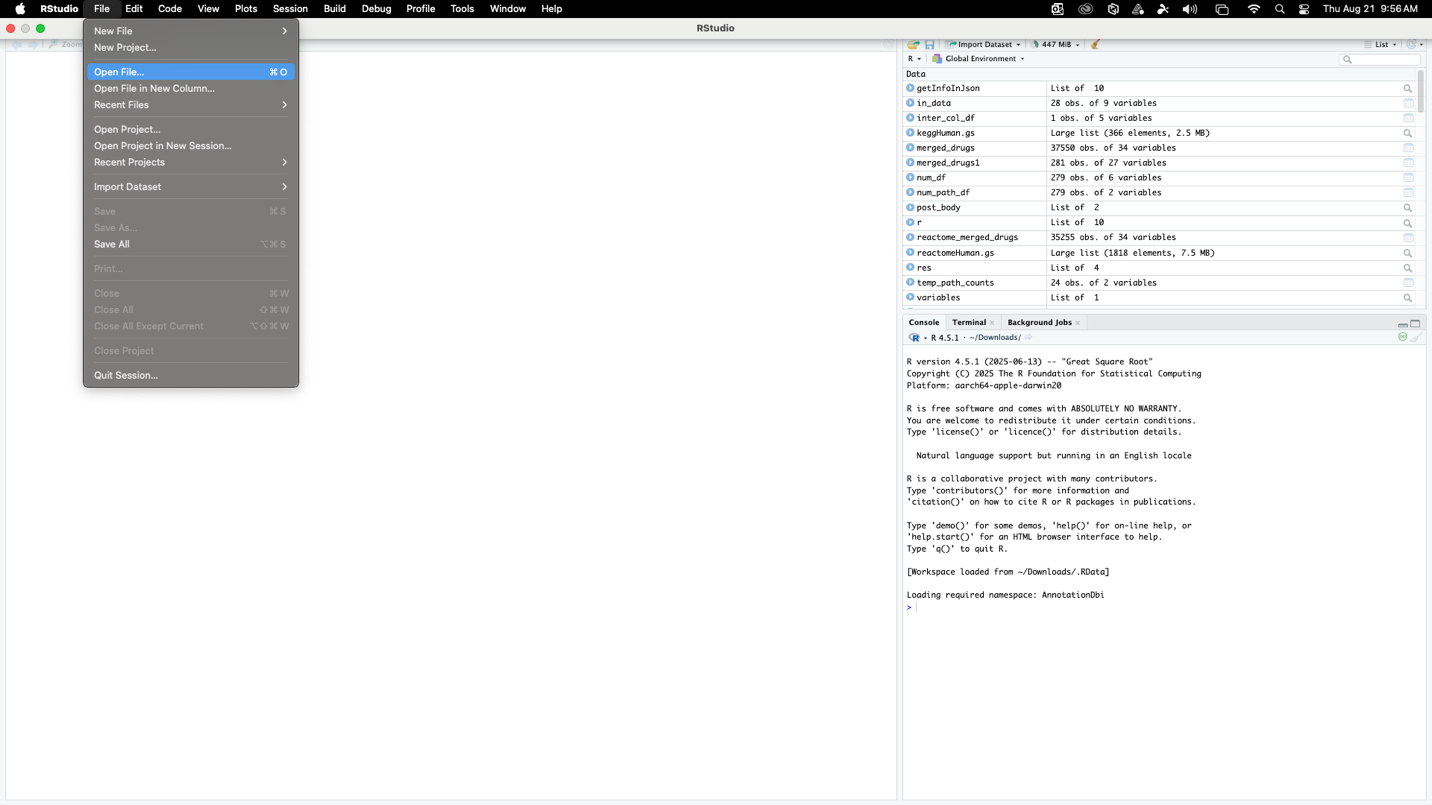 RStudio File Edit Code View Plots Session Build Debug Profile Tools Window Help Thu Aug 21 9:56 AM
RStudio
New File
New Project...
Open File... ⌘ O
Open File in New Column...
Recent Files
Open Project...
Open Project in New Session...
Recent Projects
Import Dataset
Save ⌘ S
Save As...
Save All ⌥⌘ S
Print...
Close ⌘ W
Close All ⇧⌘ W
Close All Except Current ⌥⇧⌘ W
Close Project
Quit Session...
Zoom
Import Dataset 447 MiB List
R Global Environment
Data
getInfoInJson List of 10
in_data 28 obs. of 9 variables
inter_col_df 1 obs. of 5 variables
keggHuman.gs Large list (366 elements, 2.5 MB)
merged_drugs 37550 obs. of 34 variables
merged_drugs1 281 obs. of 27 variables
num_df 279 obs. of 6 variables
num_path_df 279 obs. of 2 variables
post_body List of 2
r List of 10
reactome_merged_drugs 35255 obs. of 34 variables
reactomeHuman.gs Large list (1818 elements, 7.5 MB)
res List of 4
temp_path_counts 24 obs. of 2 variables
variables List of 1
Console Terminal Background Jobs
R R 4.5.1 · ~/Downloads/
R version 4.5.1 (2025-06-13) -- "Great Square Root"
Copyright (C) 2025 The R Foundation for Statistical Computing
Platform: aarch64-apple-darwin20
R is free software and comes with ABSOLUTELY NO WARRANTY.
You are welcome to redistribute it under certain conditions.
Type 'license()' or 'licence()' for distribution details.
Natural language support but running in an English locale
R is a collaborative project with many contributors.
Type 'contributors()' for more information and
'citation()' on how to cite R or R packages in publications.
Type 'demo()' for some demos, 'help()' for on-line help, or
'help.start()' for an HTML browser interface to help.
Type 'q()' to quit R.
[Workspace loaded from ~/Downloads/.RData]
Loading required namespace: AnnotationDbi
>